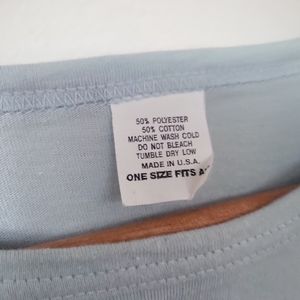 50% POLYESTER
50% COTTON
MACHINE WASH COLD
DO NOT BLEACH
TUMBLE DRY LOW
MADE IN U.S.A.
ONE SIZE FITS